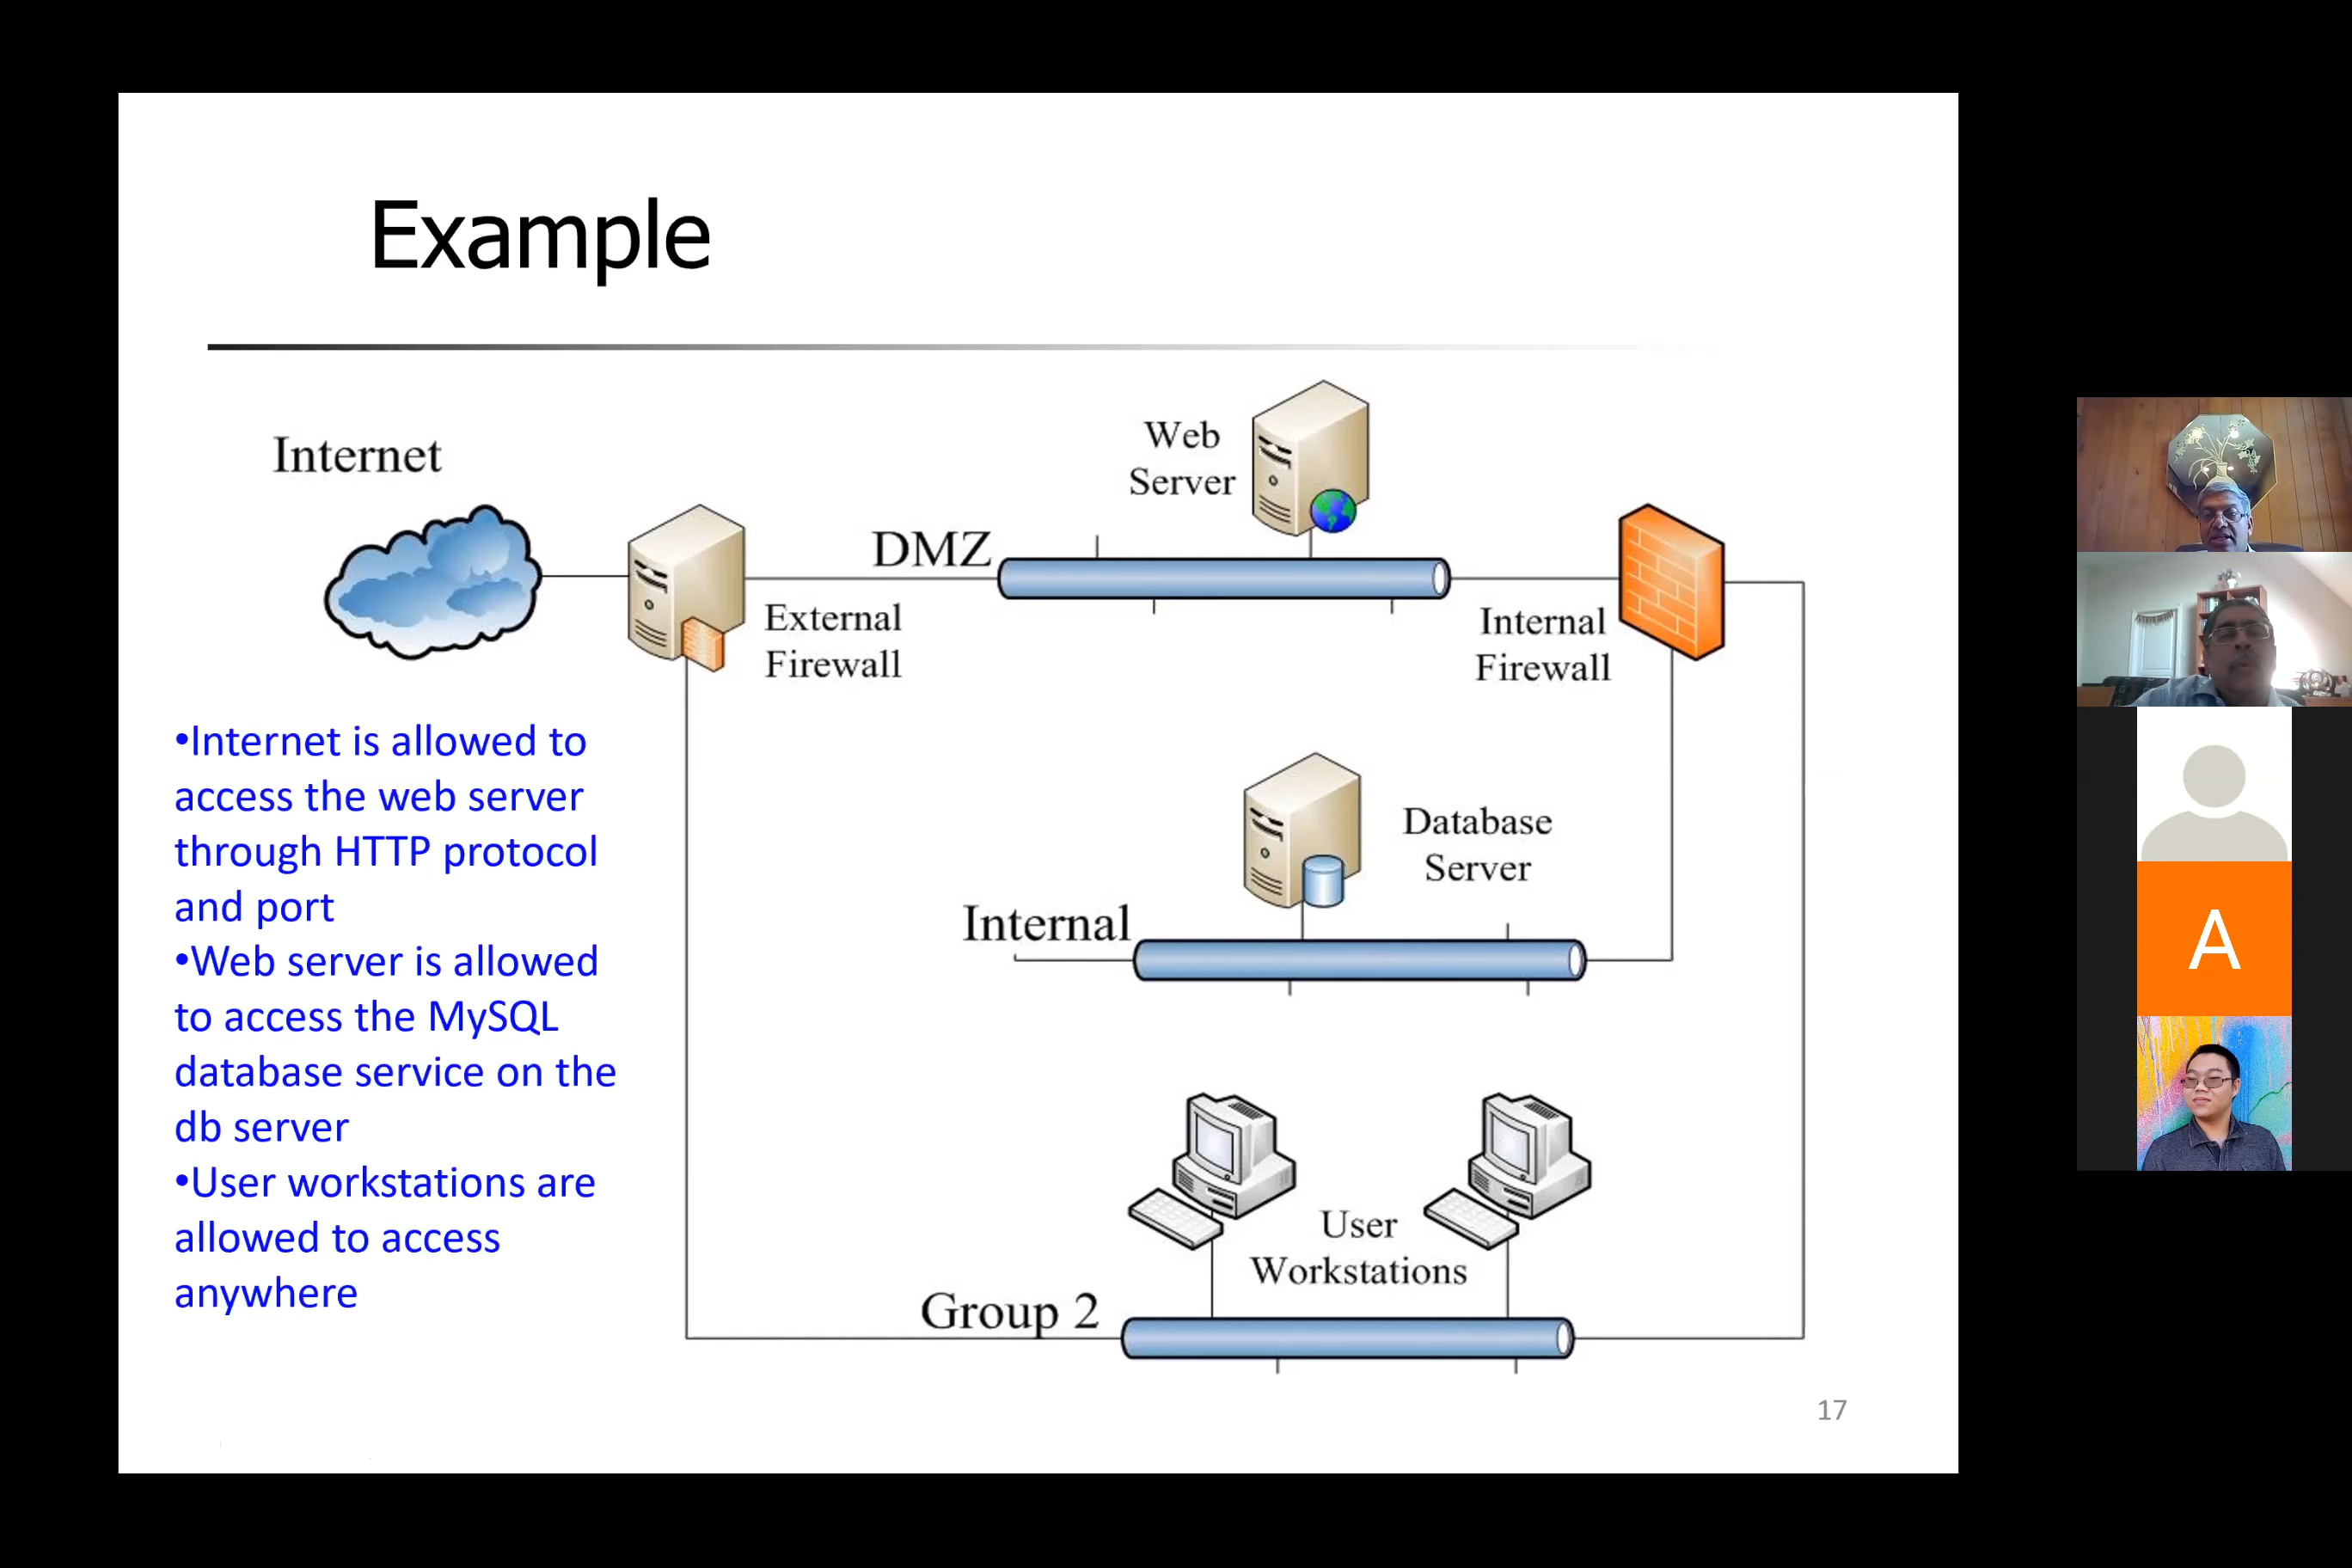 Example
Internet
Web
Server
DMZ
External
Firewall
Internal
Firewall
•Internet is allowed to
access the web server
through HTTP protocol
and port
•Web server is allowed
to access the MySQL
database service on the
db server
•User workstations are
allowed to access
anywhere
Database
Server
Internal
User
Workstations
Group 2
17
A